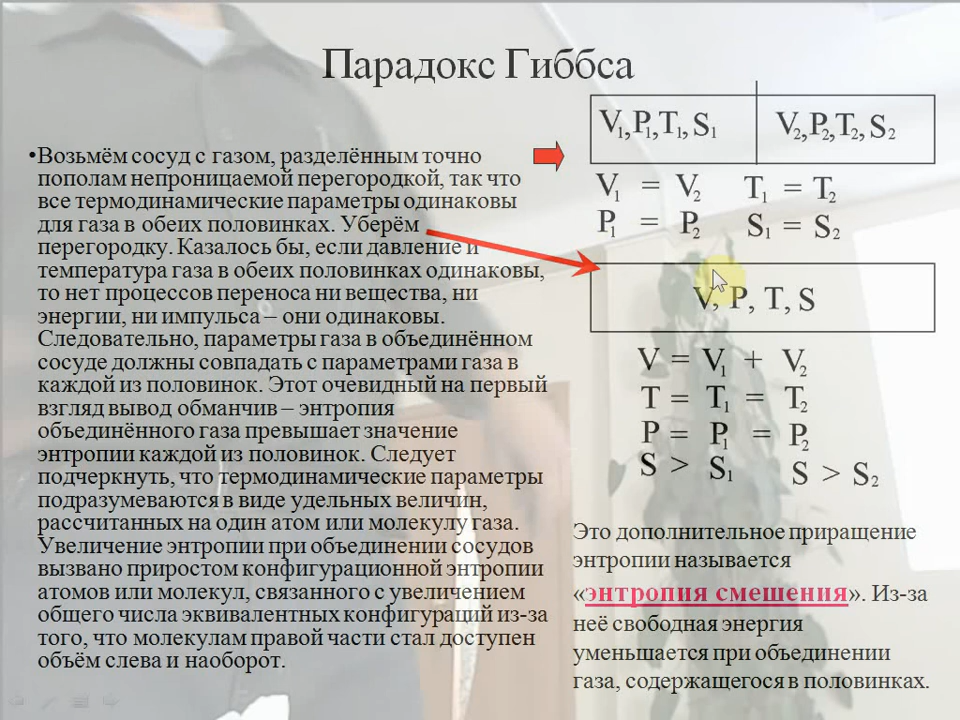 Парадокс Гиббса
•Возьмём сосуд с газом, разделённым точно
пополам непроницаемой перегородкой, так что
все термодинамические параметры одинаковы
для газа в обеих половинках. Уберём
перегородку. Казалось бы, если давление и
температура газа в обеих половинках одинаковы,
то нет процессов переноса ни вещества, ни
энергии, ни импульса – они одинаковы.
Следовательно, параметры газа в объединённом
сосуде должны совпадать с параметрами газа в
каждой из половинок. Этот очевидный на первый
взгляд вывод обманчив – энтропия
объединённого газа превышает значение
энтропии каждой из половинок. Следует
подчеркнуть, что термодинамические параметры
подразумеваются в виде удельных величин,
рассчитанных на один атом или молекулу газа.
Увеличение энтропии при объединении сосудов
вызвано приростом конфигурационной энтропии
атомов или молекул, связанного с увеличением
общего числа эквивалентных конфигураций из-за
того, что молекулам правой части стал доступен
объём слева и наоборот.
V₁,P₁,T₁, S₁ V₂,P₂,T₂, S₂
V₁ = V₂ T₁ = T₂
P₁ = P₂ S₁ = S₂
V, P, T, S
V = V₁ + V₂
T = T₁ = T₂
P = P₁ = P₂
S > S₁ S > S₂
Это дополнительное приращение
энтропии называется
«энтропия смешения». Из-за
неё свободная энергия
уменьшается при объединении
газа, содержащегося в половинках.